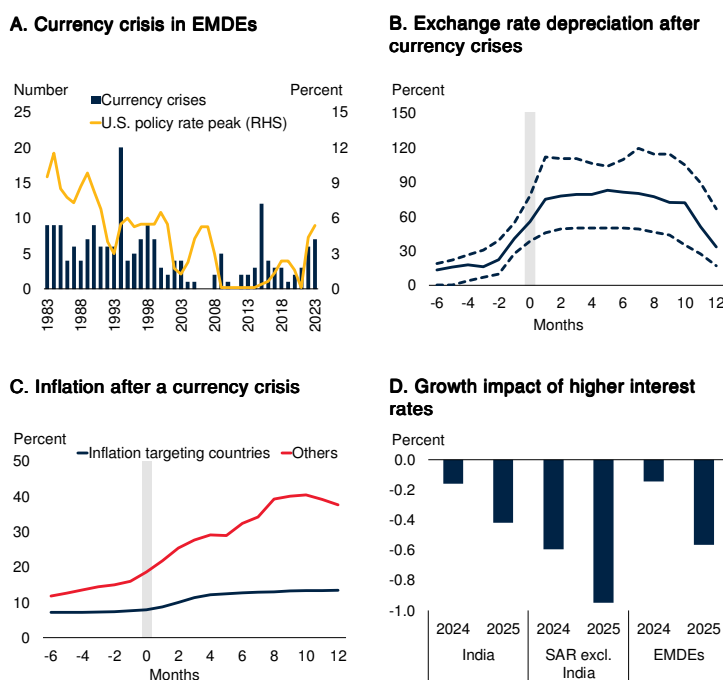 A. Currency crisis in EMDEs
Number
Percent
Currency crises
U.S. policy rate peak (RHS)
25
20
15
10
5
0
15
12
9
6
3
0
1983
1988
1993
1998
2003
2008
2013
2018
2023
B. Exchange rate depreciation after
currency crises
Percent
150
120
90
60
30
0
-6 -4 -2 0 2 4 6 8 10 12
Months
C. Inflation after a currency crisis
Percent
Inflation targeting countries
Others
50
40
30
20
10
0
-6 -4 -2 0 2 4 6 8 10 12
Months
D. Growth impact of higher interest
rates
Percent
0.0
-0.2
-0.4
-0.6
-0.8
-1.0
2024 2025 2024 2025 2024 2025
India
SAR excl.
India
EMDEs